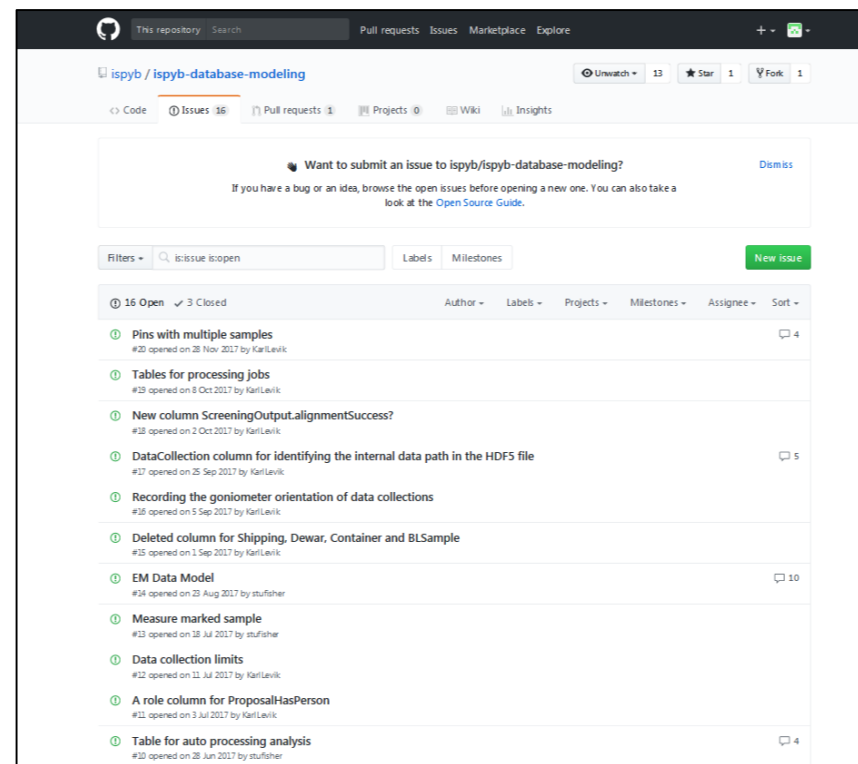 This repository Search Pull requests Issues Marketplace Explore
ispyb / ispyb-database-modeling Unwatch 13 Star 1 Fork 1
Code Issues 16 Pull requests 1 Projects 0 Wiki Insights
Want to submit an issue to ispyb/ispyb-database-modeling? Dismiss
If you have a bug or an idea, browse the open issues before opening a new one. You can also take a
look at the Open Source Guide.
Filters is:issue is:open Labels Milestones New issue
16 Open 3 Closed Author Labels Projects Milestones Assignee Sort
Pins with multiple samples 4
#20 opened on 28 Nov 2017 by KarlLevik
Tables for processing jobs
#19 opened on 8 Oct 2017 by KarlLevik
New column ScreeningOutput.alignmentSuccess?
#18 opened on 2 Oct 2017 by KarlLevik
DataCollection column for identifying the internal data path in the HDF5 file 5
#17 opened on 25 Sep 2017 by KarlLevik
Recording the goniometer orientation of data collections
#16 opened on 5 Sep 2017 by KarlLevik
Deleted column for Shipping, Dewar, Container and BLSample
#15 opened on 1 Sep 2017 by KarlLevik
EM Data Model 10
#14 opened on 23 Aug 2017 by stufisher
Measure marked sample
#13 opened on 18 Jul 2017 by stufisher
Data collection limits
#12 opened on 11 Jul 2017 by KarlLevik
A role column for ProposalHasPerson
#11 opened on 3 Jul 2017 by KarlLevik
Table for auto processing analysis 4
#10 opened on 28 Jun 2017 by stufisher